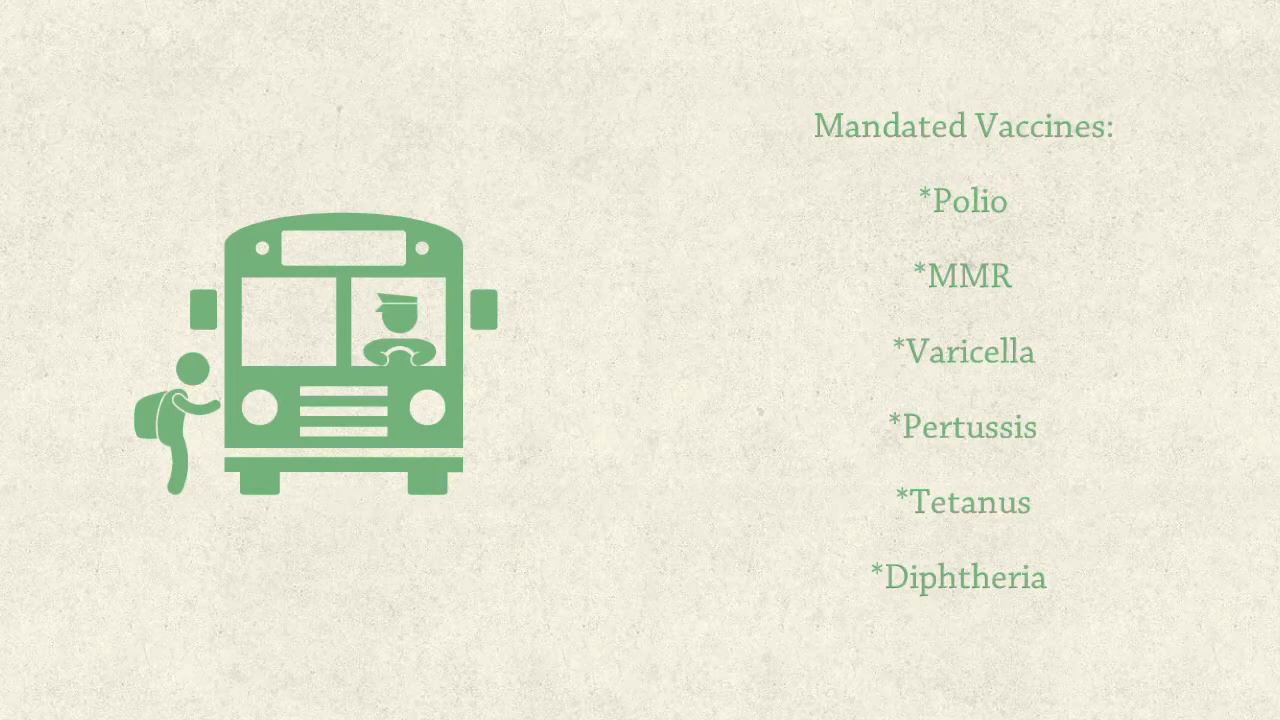 Mandated Vaccines:
*Polio
*MMR
*Varicella
*Pertussis
*Tetanus
*Diphtheria